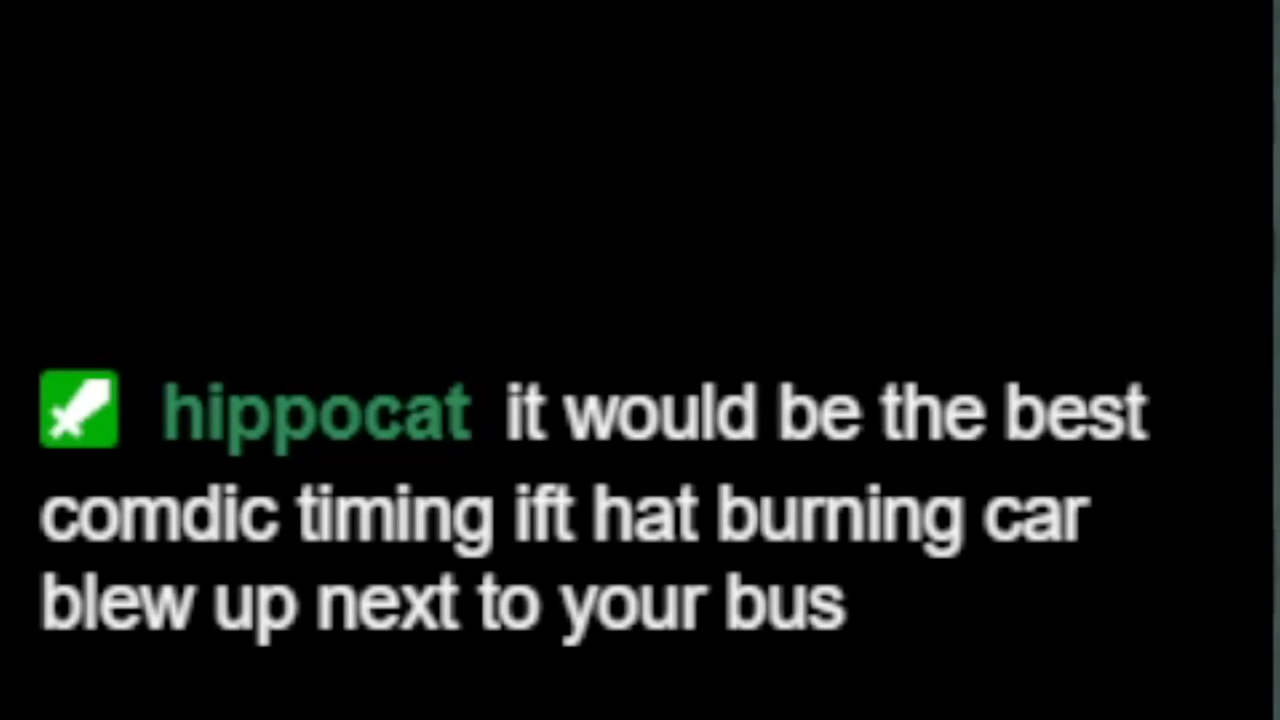 hippocat it would be the best
comdic timing ift hat burning car
blew up next to your bus